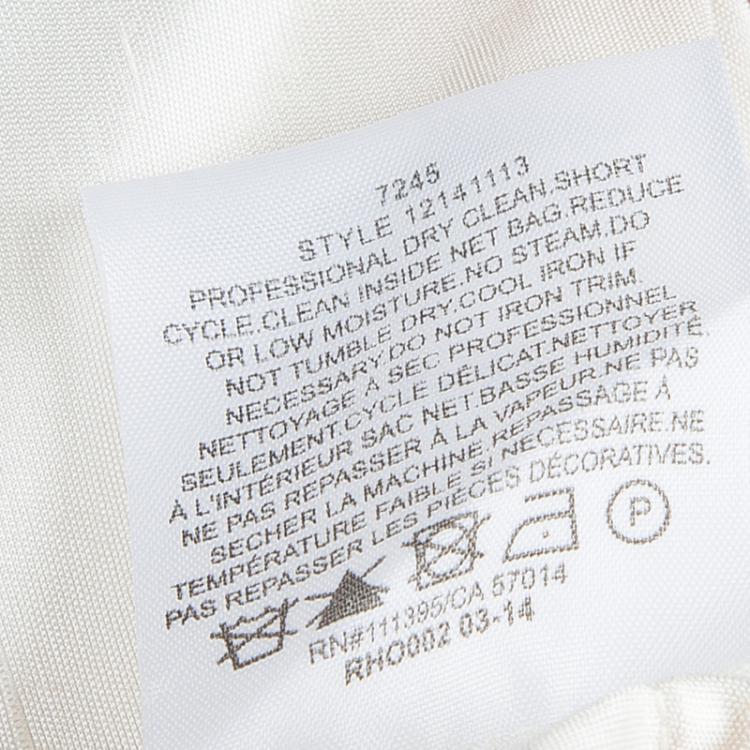 7245
STYLE 12141113
PROFESSIONAL DRY CLEAN.SHORT
CYCLE.CLEAN INSIDE NET BAG.REDUCE
OR LOW MOISTURE.NO STEAM.DO
NOT TUMBLE DRY.COOL IRON IF
NECESSARY.DO NOT IRON TRIM.
NETTOYAGE À SEC PROFESSIONNEL
SEULEMENT.CYCLE DÉLICAT.NETTOYER
À L'INTÉRIEUR SAC NET.BASSE HUMIDITÉ.
NE PAS REPASSER À LA VAPEUR.NE PAS
SECHER LA MACHINE.REPASSAGE À
TEMPÉRATURE FAIBLE SI NECESSAIRE.NE
PAS REPASSER LES PIÈCES DÉCORATIVES.
P
RN#111395/CA 57014
RHO002 03-14